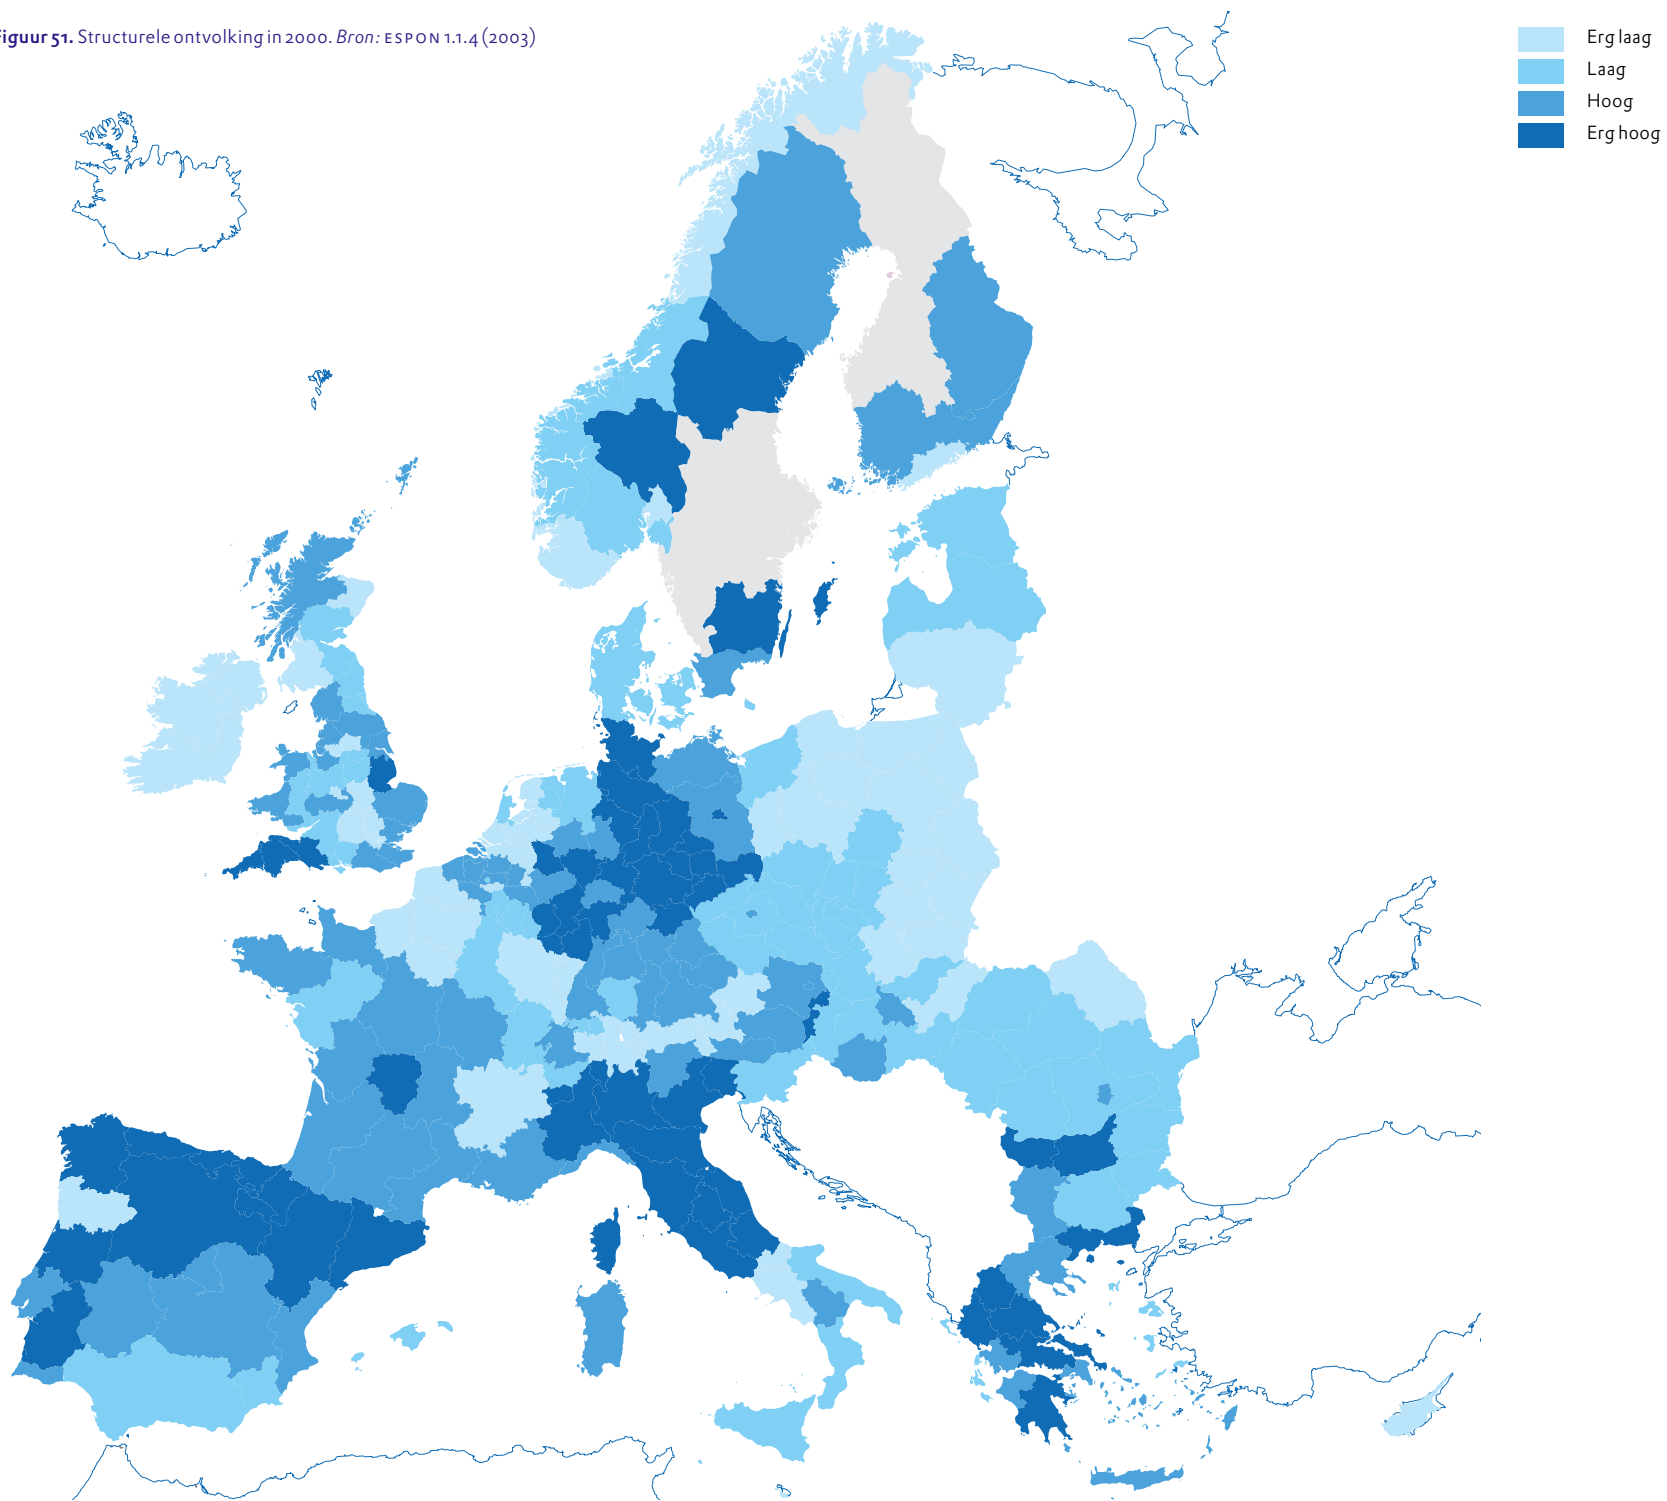 Figuur 51. Structurele ontvolking in 2000. Bron: ESPON 1.1.4 (2003)
Erg laag
Laag
Hoog
Erg hoog